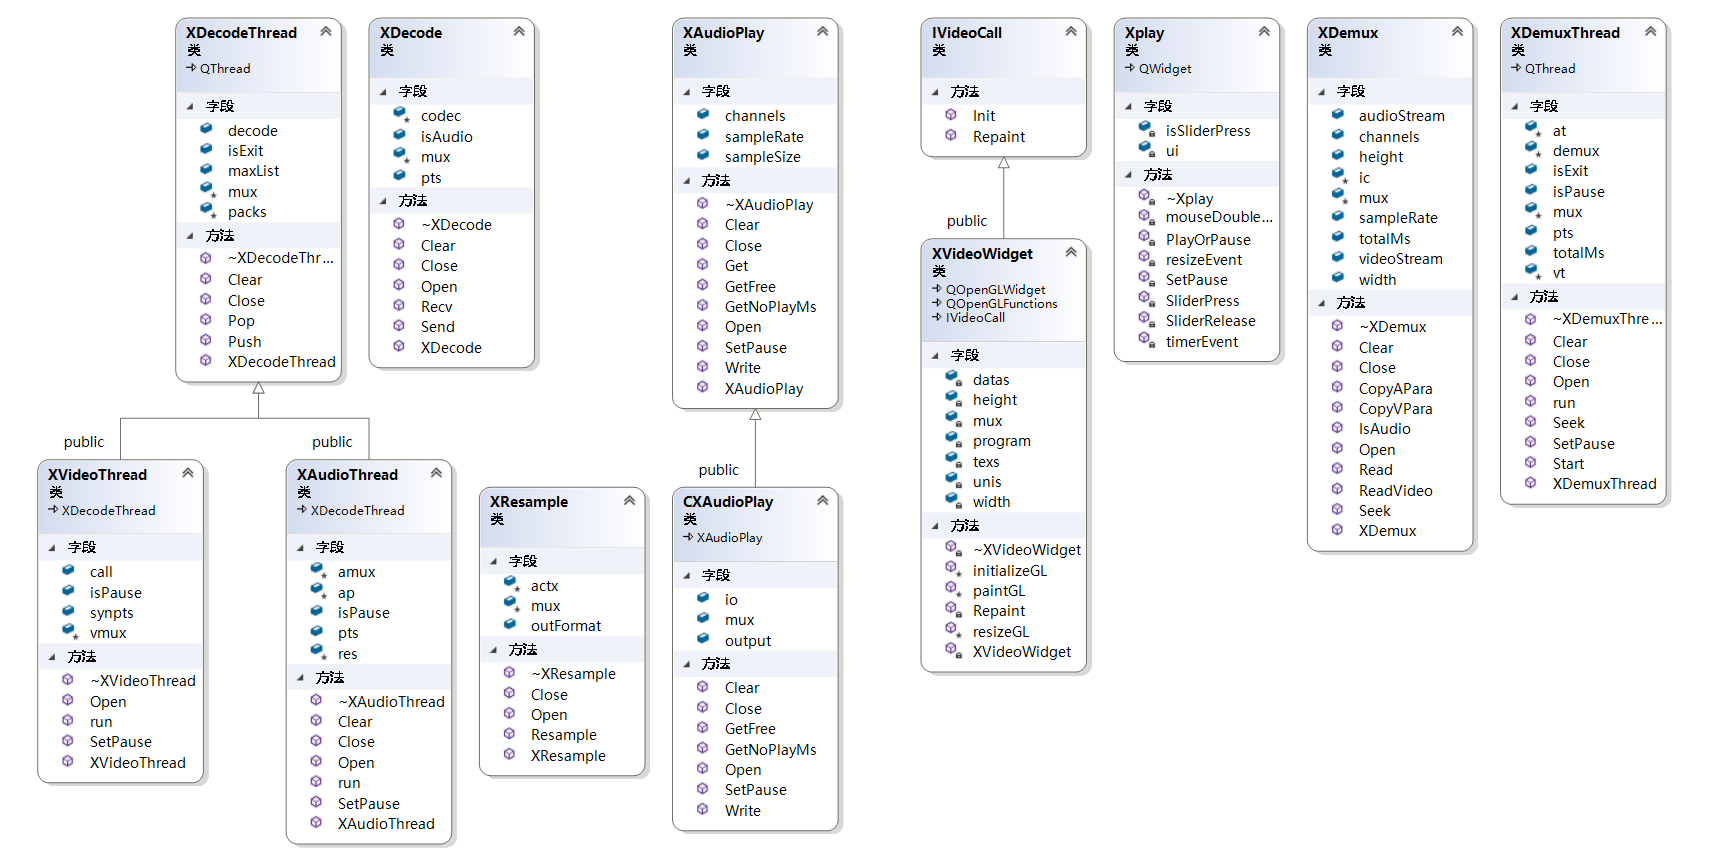 XDecodeThread
类
QThread
字段
decode
isExit
maxList
mux
packs
方法
~XDecodeThr...
Clear
Close
Pop
Push
XDecodeThread
XDecode
类
字段
codec
isAudio
mux
pts
方法
~XDecode
Clear
Close
Open
Recv
Send
XDecode
XAudioPlay
类
字段
channels
sampleRate
sampleSize
方法
~XAudioPlay
Clear
Close
Get
GetFree
GetNoPlayMs
Open
SetPause
Write
XAudioPlay
IVideoCall
类
方法
Init
Repaint
Xplay
类
QWidget
字段
isSliderPress
ui
方法
~Xplay
mouseDouble...
PlayOrPause
resizeEvent
SetPause
SliderPress
SliderRelease
timerEvent
XDemux
类
字段
audioStream
channels
height
ic
mux
sampleRate
totalMs
videoStream
width
方法
~XDemux
Clear
Close
CopyAPara
CopyVPara
IsAudio
Open
Read
ReadVideo
Seek
XDemux
XDemuxThread
类
QThread
字段
at
demux
isExit
isPause
mux
pts
totalMs
vt
方法
~XDemuxThre...
Clear
Close
Open
run
Seek
SetPause
Start
XDemuxThread
public
public
public
public
XVideoThread
类
XDecodeThread
字段
call
isPause
synpts
vmux
方法
~XVideoThread
Open
run
SetPause
XVideoThread
XAudioThread
类
XDecodeThread
字段
amux
ap
isPause
pts
res
方法
~XAudioThread
Clear
Close
Open
run
SetPause
XAudioThread
XResample
类
字段
actx
mux
outFormat
方法
~XResample
Close
Open
Resample
XResample
CXAudioPlay
类
XAudioPlay
字段
io
mux
output
方法
Clear
Close
GetFree
GetNoPlayMs
Open
SetPause
Write
XVideoWidget
类
QOpenGLWidget
QOpenGLFunctions
IVideoCall
字段
datas
height
mux
program
texs
unis
width
方法
~XVideoWidget
initializeGL
paintGL
Repaint
resizeGL
XVideoWidget